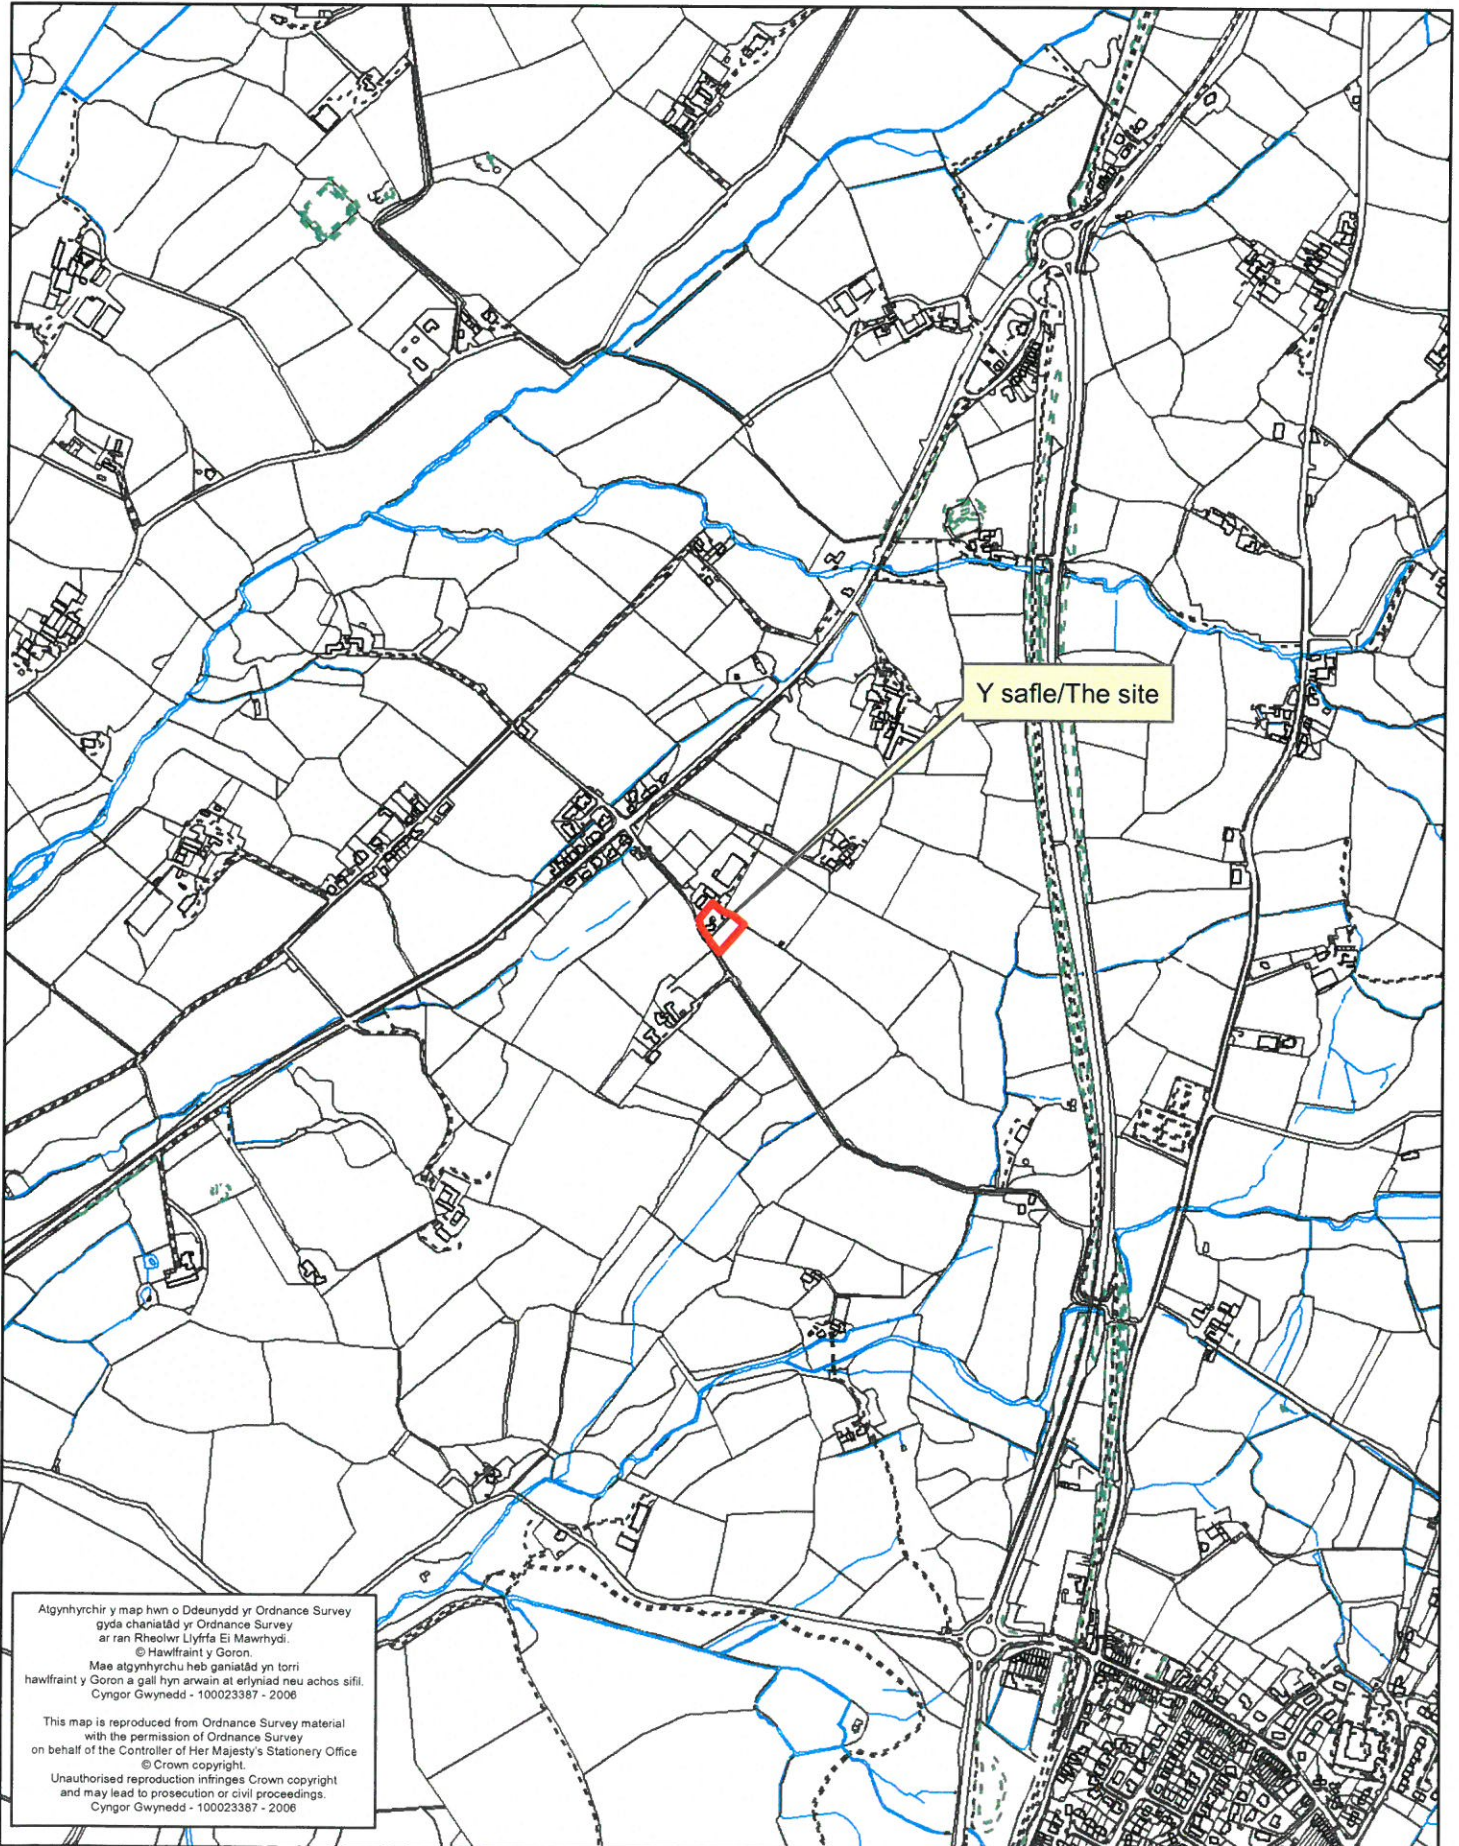 Y safle/The site
Atgynhyrchir y map hwn o Ddeunydd yr Ordnance Survey
gyda chaniatâd yr Ordnance Survey
ar ran Rheolwr Llyfrfa Ei Mawrhydi.
© Hawlfraint y Goron.
Mae atgynhyrchu heb ganiatâd yn torri
hawlfraint y Goron a gall hyn arwain at erlyniad neu achos sifil.
Cyngor Gwynedd - 100023387 - 2006
This map is reproduced from Ordnance Survey material
with the permission of Ordnance Survey
on behalf of the Controller of Her Majesty's Stationery Office
© Crown copyright.
Unauthorised reproduction infringes Crown copyright
and may lead to prosecution or civil proceedings.
Cyngor Gwynedd - 100023387 - 2006